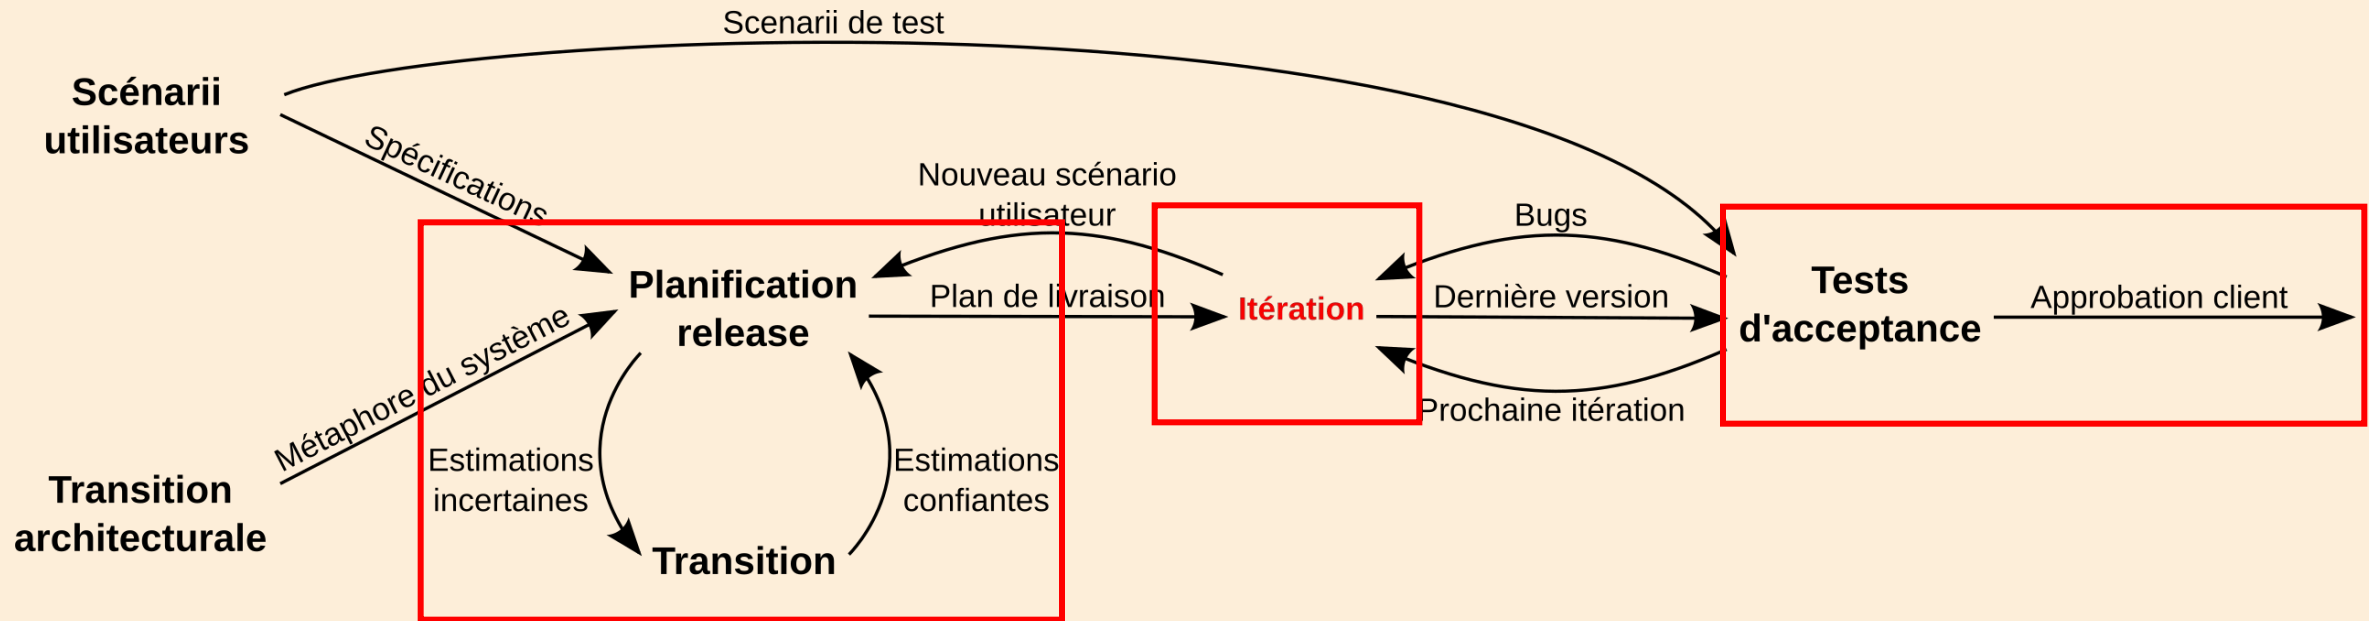 Scenarii de test
Scénarii
utilisateurs
Spécifications
Nouveau scénario
utilisateur
Bugs
Planification
release
Plan de livraison
Itération
Dernière version
Tests
d'acceptance
Approbation client
Métaphore du système
Prochaine itération
Estimations
incertaines
Estimations
confiantes
Transition
architecturale
Transition